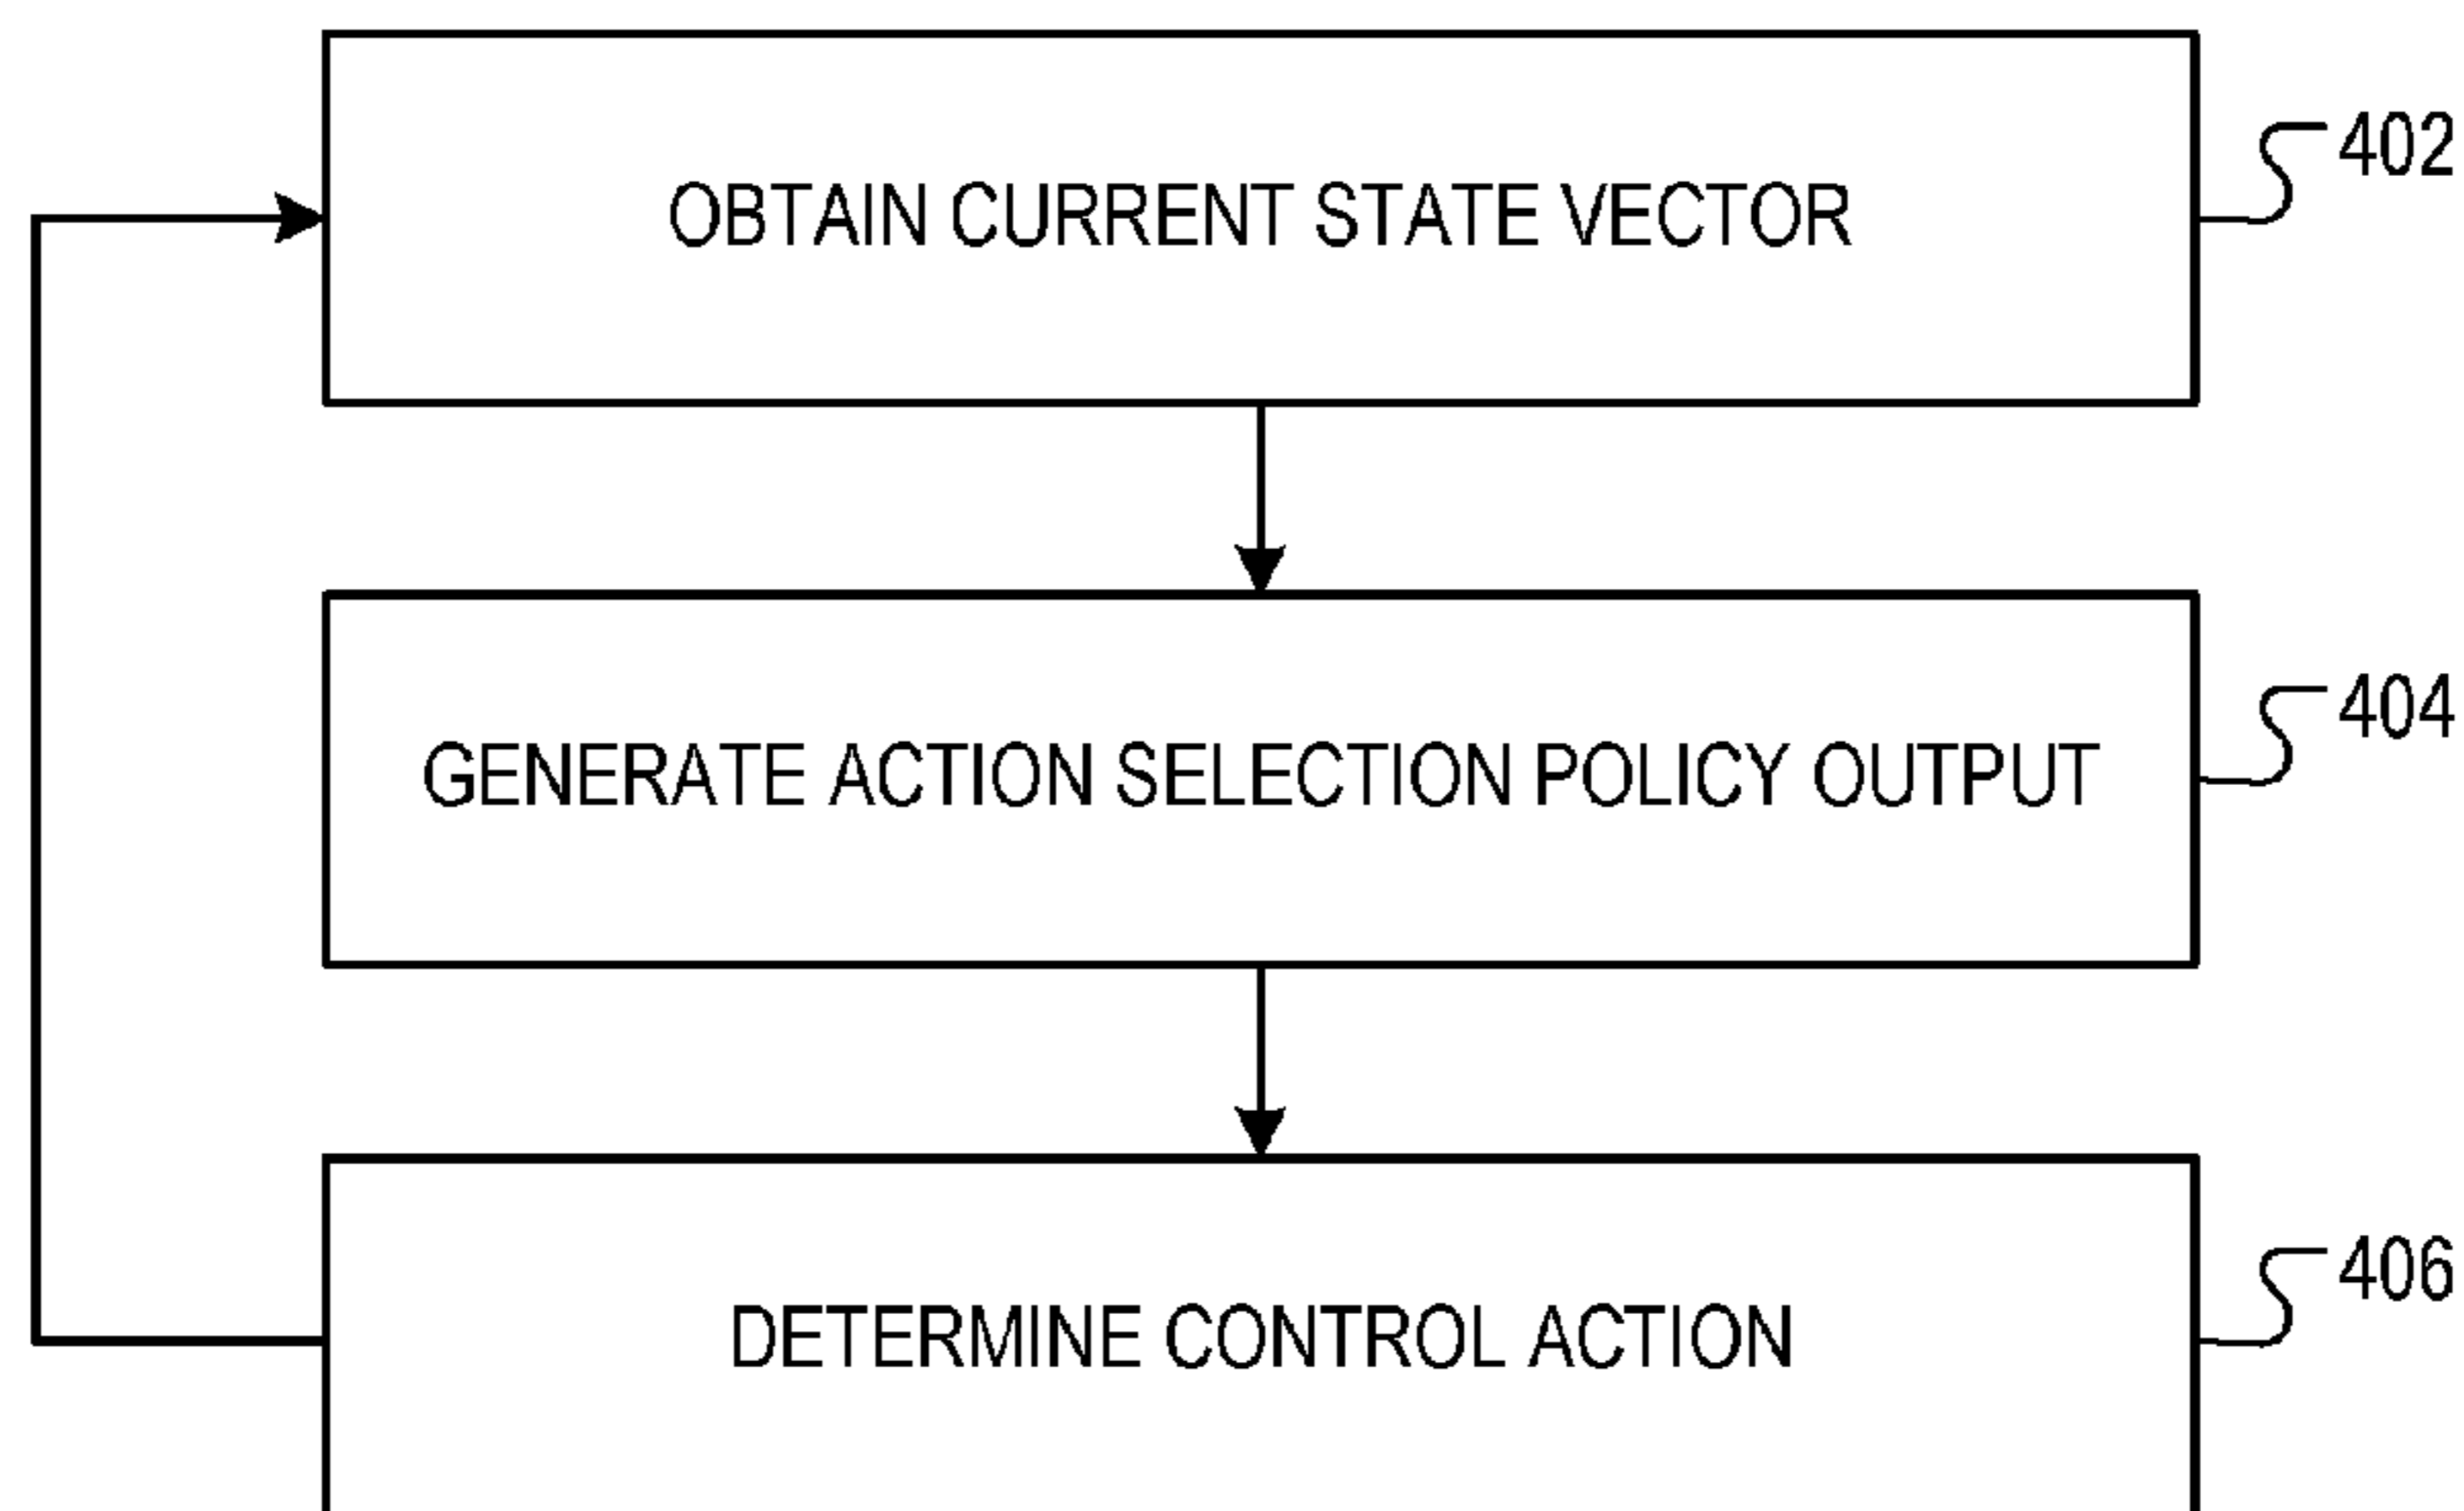 OBTAIN CURRENT STATE VECTOR
402
GENERATE ACTION SELECTION POLICY OUTPUT
404
DETERMINE CONTROL ACTION
406